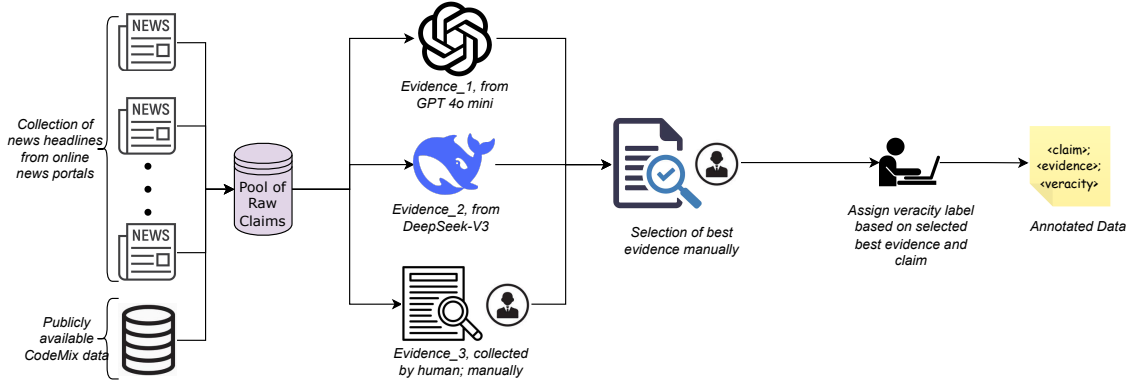 NEWS
Collection of
news headlines
from online
news portals
NEWS
NEWS
Publicly
available
CodeMix data
Pool of
Raw
Claims
Evidence_1, from
GPT 4o mini
Evidence_2, from
DeepSeek-V3
Evidence_3, collected
by human; manually
Selection of best
evidence manually
Assign veracity label
based on selected
best evidence and
claim
<claim>;
<evidence>;
<veracity>
Annotated Data